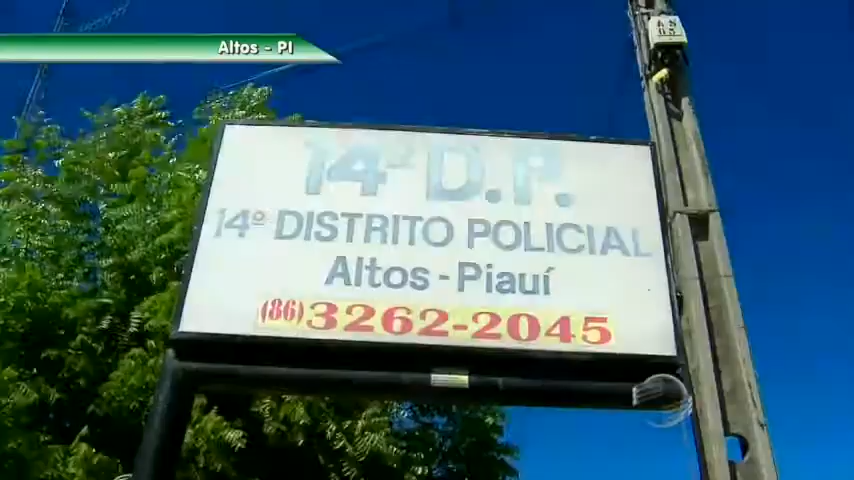 Altos - PI
14º D.P.
14º DISTRITO POLICIAL
Altos - Piauí
(86) 3262-2045